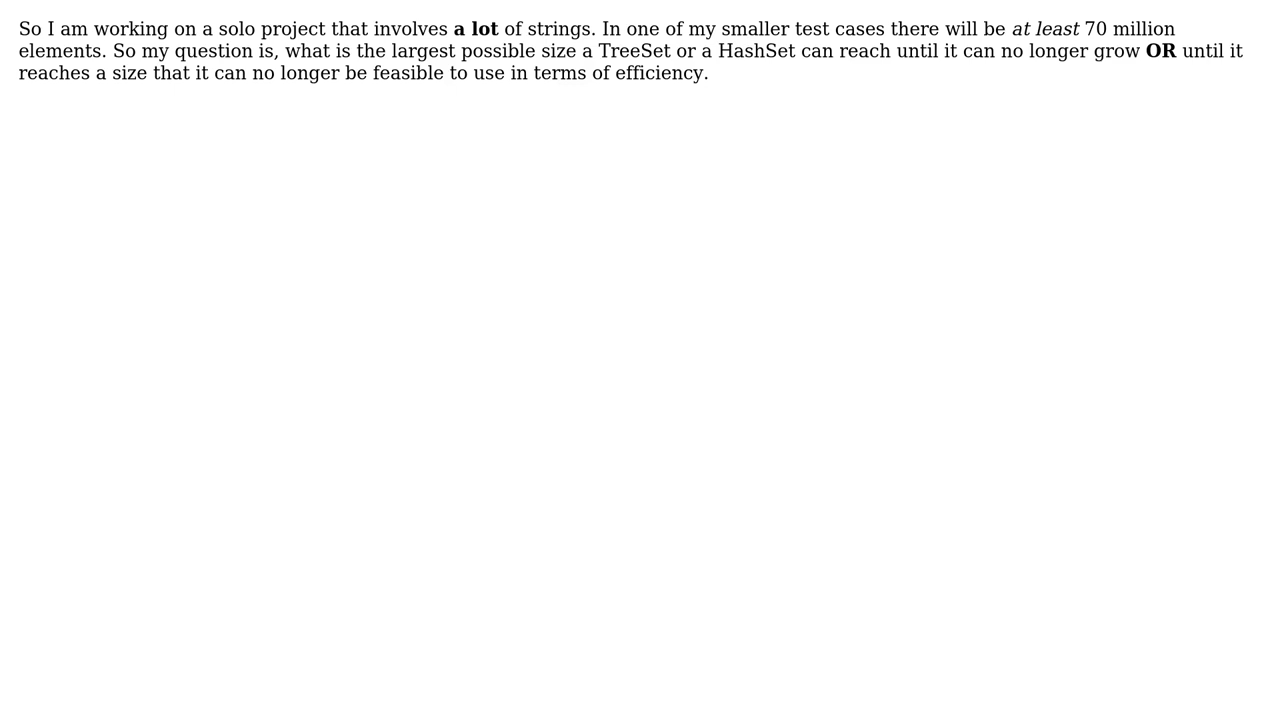 So I am working on a solo project that involves a lot of strings. In one of my smaller test cases there will be at least 70 million
elements. So my question is, what is the largest possible size a TreeSet or a HashSet can reach until it can no longer grow OR until it
reaches a size that it can no longer be feasible to use in terms of efficiency.